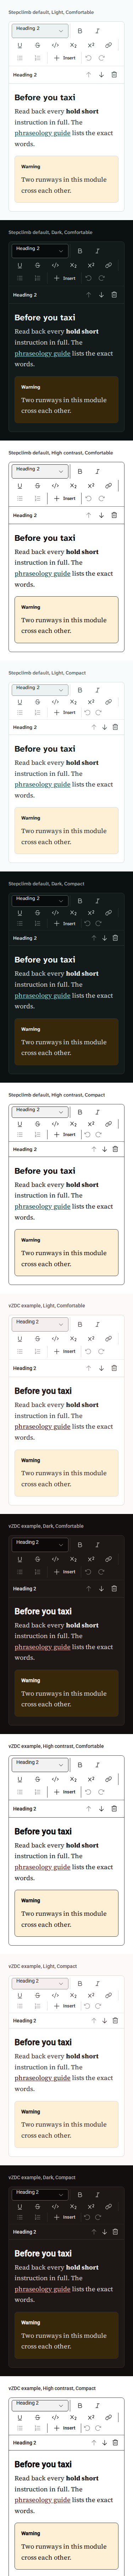 Stepclimb default, Light, Comfortable
Heading 2
B I
U S </> X₂ X² 
Insert
Heading 2
Before you taxi
Read back every hold short
instruction in full. The
phraseology guide lists the exact
words.
Warning
Two runways in this module
cross each other.
Stepclimb default, Dark, Comfortable
Heading 2
B I
U S </> X₂ X²
Insert
Heading 2
Before you taxi
Read back every hold short
instruction in full. The
phraseology guide lists the exact
words.
Warning
Two runways in this module
cross each other.
Stepclimb default, High contrast, Comfortable
Heading 2
B I
U S </> X₂ X²
Insert
Heading 2
Before you taxi
Read back every hold short
instruction in full. The
phraseology guide lists the exact
words.
Warning
Two runways in this module
cross each other.
Stepclimb default, Light, Compact
Heading 2
B I
U S </> X₂ X²
Insert
Heading 2
Before you taxi
Read back every hold short
instruction in full. The
phraseology guide lists the exact
words.
Warning
Two runways in this module
cross each other.
Stepclimb default, Dark, Compact
Heading 2
B I
U S </> X₂ X²
Insert
Heading 2
Before you taxi
Read back every hold short
instruction in full. The
phraseology guide lists the exact
words.
Warning
Two runways in this module
cross each other.
Stepclimb default, High contrast, Compact
Heading 2
B I
U S </> X₂ X²
Insert
Heading 2
Before you taxi
Read back every hold short
instruction in full. The
phraseology guide lists the exact
words.
Warning
Two runways in this module
cross each other.
vZDC example, Light, Comfortable
Heading 2
B I
U S </> X₂ X²
Insert
Heading 2
Before you taxi
Read back every hold short
instruction in full. The
phraseology guide lists the exact
words.
Warning
Two runways in this module
cross each other.
vZDC example, Dark, Comfortable
Heading 2
B I
U S </> X₂ X²
Insert
Heading 2
Before you taxi
Read back every hold short
instruction in full. The
phraseology guide lists the exact
words.
Warning
Two runways in this module
cross each other.
vZDC example, High contrast, Comfortable
Heading 2
B I
U S </> X₂ X²
Insert
Heading 2
Before you taxi
Read back every hold short
instruction in full. The
phraseology guide lists the exact
words.
Warning
Two runways in this module
cross each other.
vZDC example, Light, Compact
Heading 2
B I
U S </> X₂ X²
Insert
Heading 2
Before you taxi
Read back every hold short
instruction in full. The
phraseology guide lists the exact
words.
Warning
Two runways in this module
cross each other.
vZDC example, Dark, Compact
Heading 2
B I
U S </> X₂ X²
Insert
Heading 2
Before you taxi
Read back every hold short
instruction in full. The
phraseology guide lists the exact
words.
Warning
Two runways in this module
cross each other.
vZDC example, High contrast, Compact
Heading 2
B I
U S </> X₂ X²
Insert
Heading 2
Before you taxi
Read back every hold short
instruction in full. The
phraseology guide lists the exact
words.
Warning
Two runways in this module
cross each other.